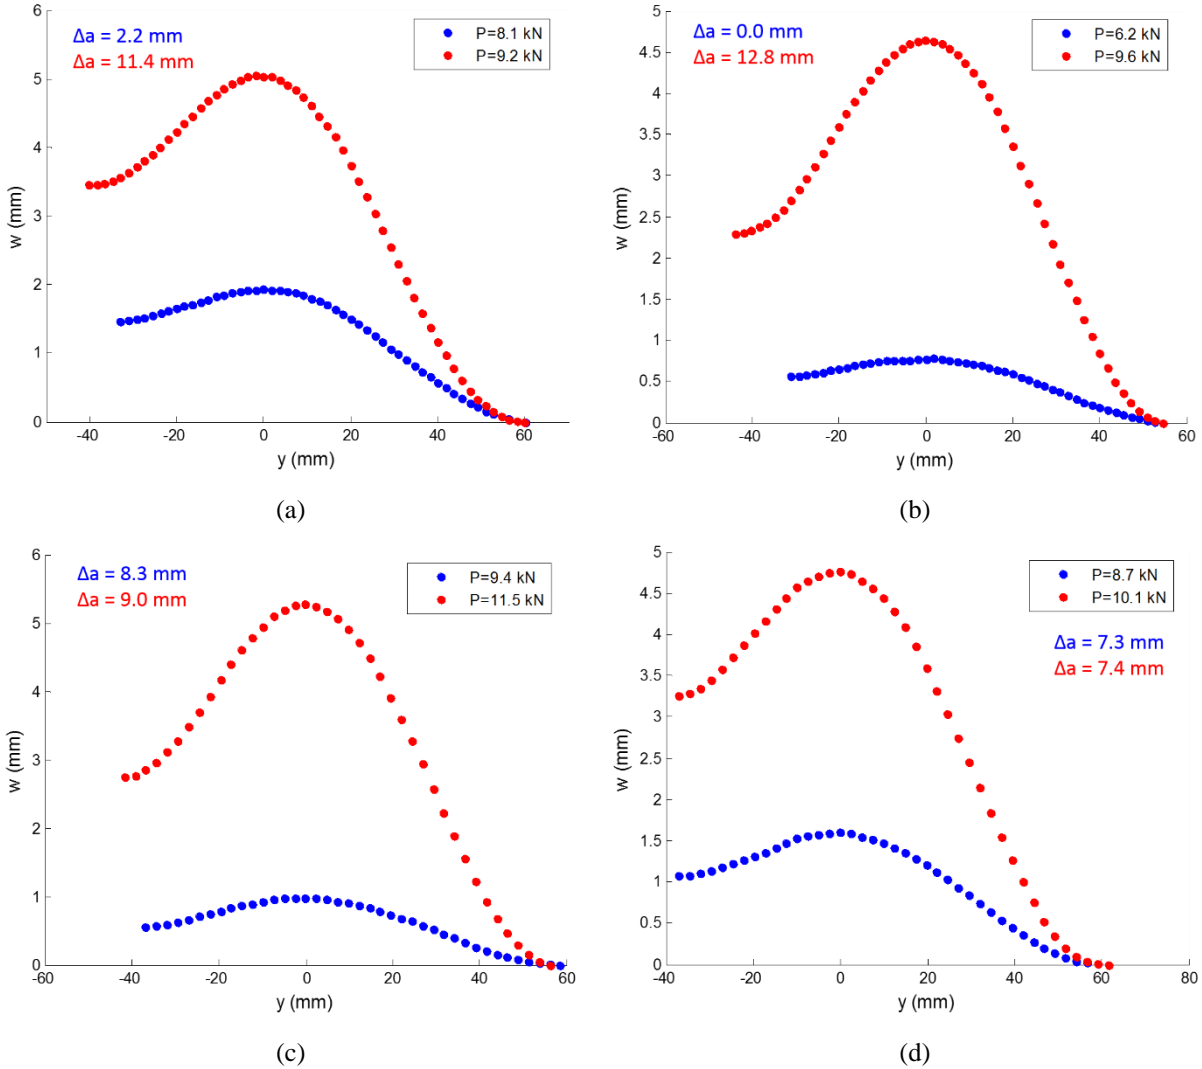 Δa = 2.2 mm
Δa = 11.4 mm
P=8.1 kN
P=9.2 kN
w (mm)
6
5
4
3
2
1
0
-40
-20
0
20
40
60
y (mm)
(a)
Δa = 0.0 mm
Δa = 12.8 mm
P=6.2 kN
P=9.6 kN
w (mm)
5
4.5
4
3.5
3
2.5
2
1.5
1
0.5
0
-60
-40
-20
0
20
40
60
y (mm)
(b)
Δa = 8.3 mm
Δa = 9.0 mm
P=9.4 kN
P=11.5 kN
w (mm)
6
5
4
3
2
1
0
-60
-40
-20
0
20
40
60
y (mm)
(c)
P=8.7 kN
P=10.1 kN
Δa = 7.3 mm
Δa = 7.4 mm
w (mm)
5
4.5
4
3.5
3
2.5
2
1.5
1
0.5
0
-40
-20
0
20
40
60
80
y (mm)
(d)